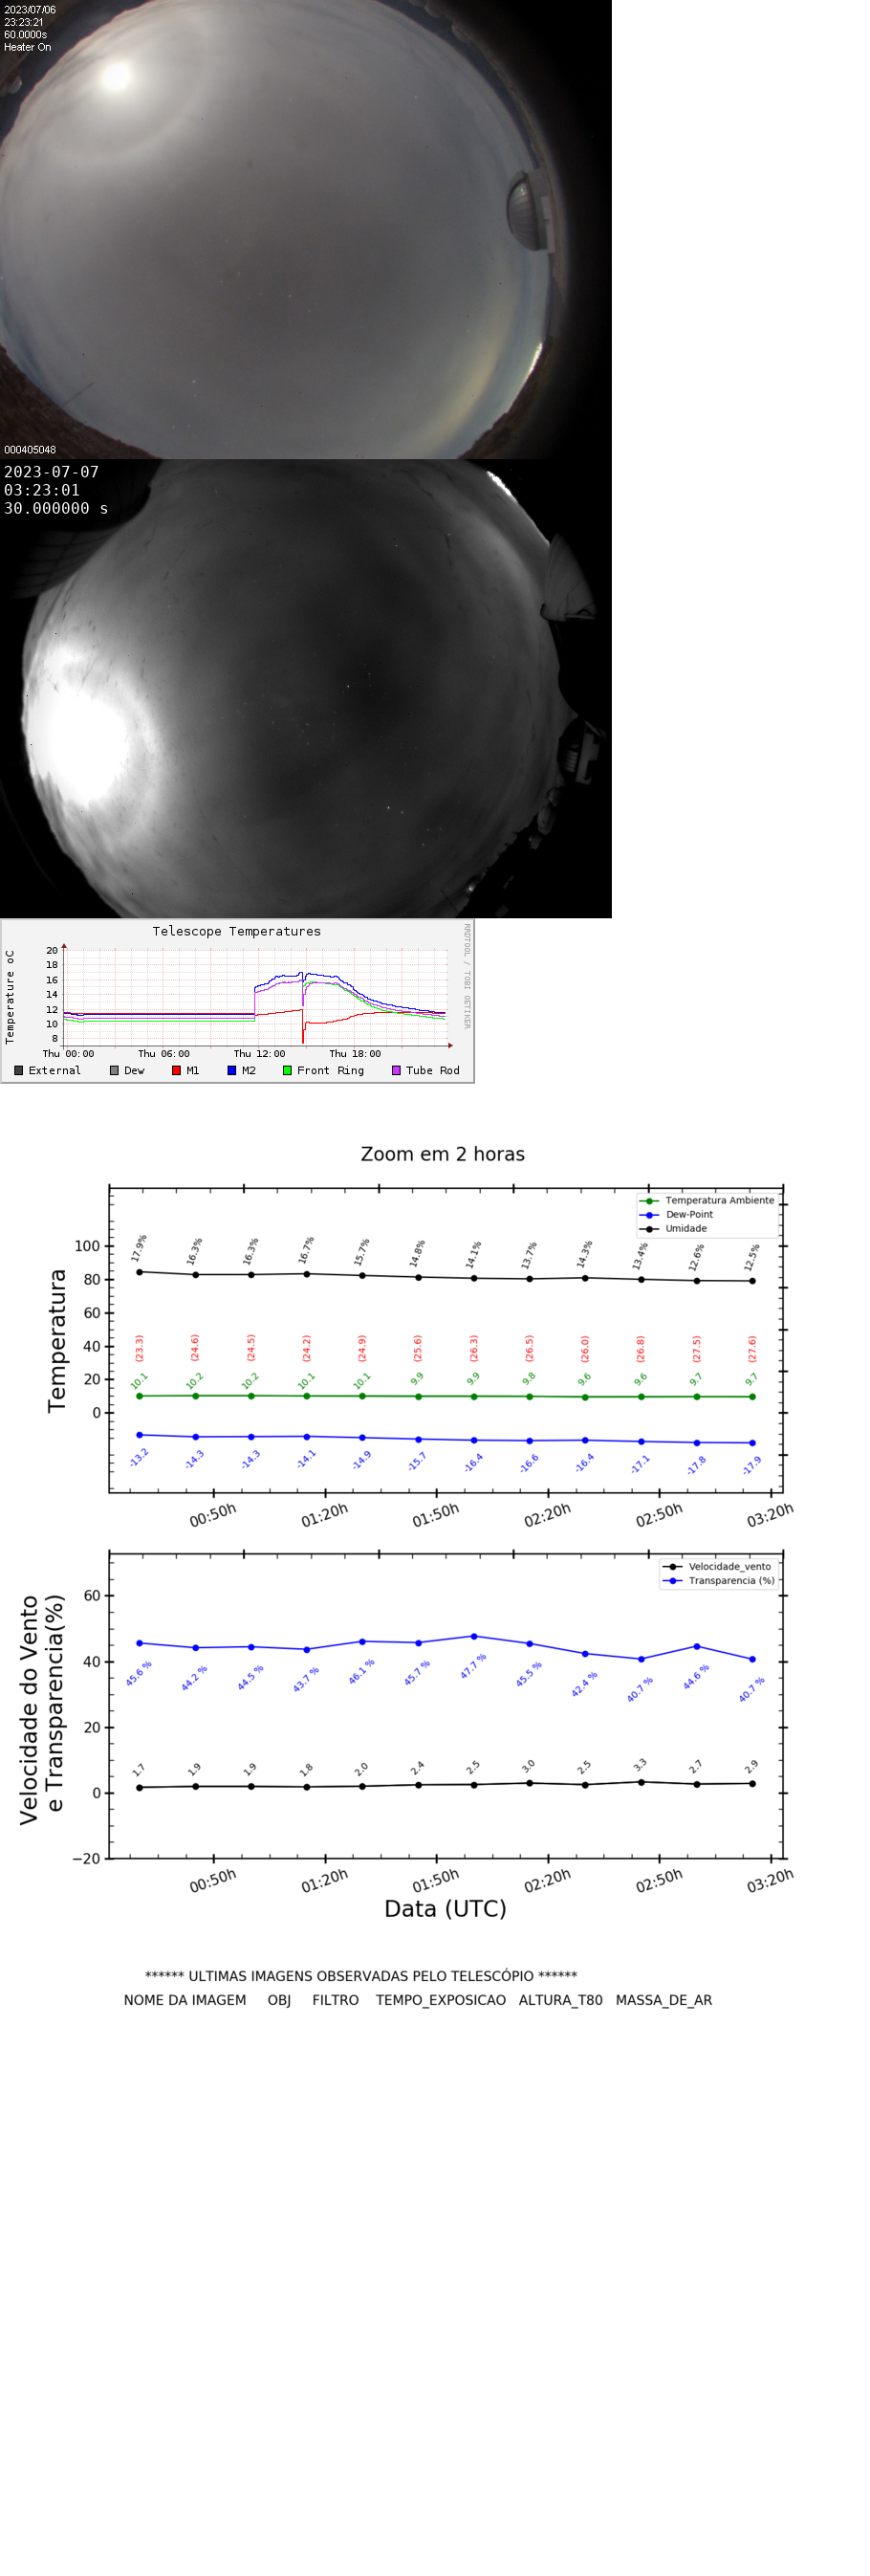 2023/07/06
23:23:21
60.0000s
Heater On
000405048
2023-07-07
03:23:01
30.000000 s
Telescope Temperatures
RRDTOOL / TOBI OETIKER
Temperature oC
20
18
16
14
12
10
8
Thu 00:00 Thu 06:00 Thu 12:00 Thu 18:00
External Dew M1 M2 Front Ring Tube Rod
Zoom em 2 horas
Temperatura Ambiente
Dew-Point
Umidade
Temperatura
100
80
60
40
20
0
17.9% 16.3% 16.3% 16.7% 15.7% 14.8% 14.1% 13.7% 14.3% 13.4% 12.6% 12.5%
(23.3) (24.6) (24.5) (24.2) (24.9) (25.6) (26.3) (26.5) (26.0) (26.8) (27.5) (27.6)
10.1 10.2 10.2 10.1 10.1 9.9 9.9 9.8 9.6 9.6 9.7 9.7
-13.2 -14.3 -14.3 -14.1 -14.9 -15.7 -16.4 -16.6 -16.4 -17.1 -17.8 -17.9
00:50h 01:20h 01:50h 02:20h 02:50h 03:20h
Velocidade_vento
Transparencia (%)
Velocidade do Vento
e Transparencia(%)
60
40
20
0
−20
45.6 % 44.2 % 44.5 % 43.7 % 46.1 % 45.7 % 47.7 % 45.5 % 42.4 % 40.7 % 44.6 % 40.7 %
1.7 1.9 1.9 1.8 2.0 2.4 2.5 3.0 2.5 3.3 2.7 2.9
00:50h 01:20h 01:50h 02:20h 02:50h 03:20h
Data (UTC)
****** ULTIMAS IMAGENS OBSERVADAS PELO TELESCÓPIO ******
NOME DA IMAGEM OBJ FILTRO TEMPO_EXPOSICAO ALTURA_T80 MASSA_DE_AR